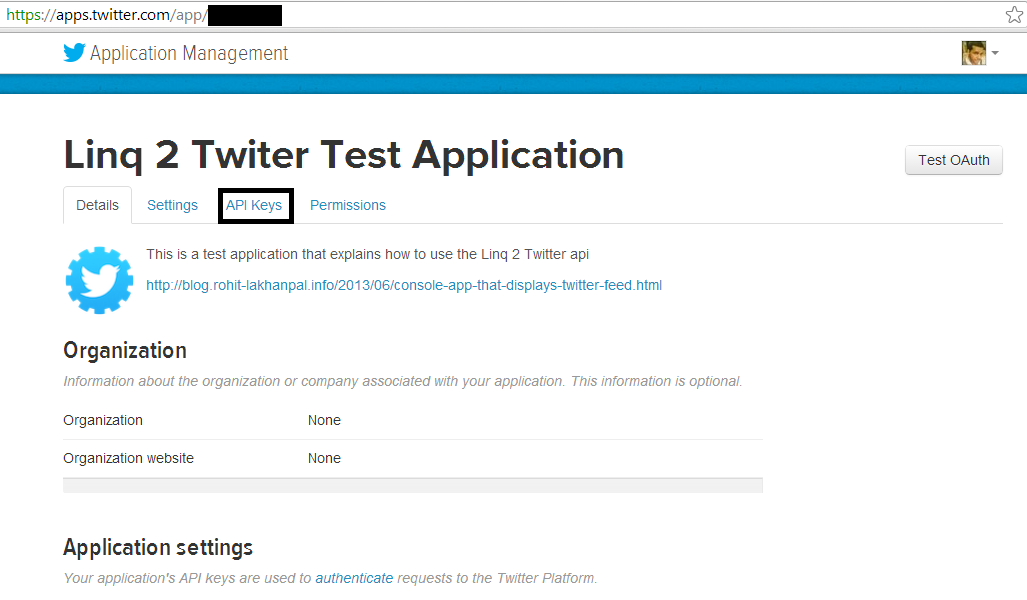 https://apps.twitter.com/app/
Application Management
Linq 2 Twiter Test Application
Test OAuth
Details Settings API Keys Permissions
This is a test application that explains how to use the Linq 2 Twitter api
http://blog.rohit-lakhanpal.info/2013/06/console-app-that-displays-twitter-feed.html
Organization
Information about the organization or company associated with your application. This information is optional.
Organization None
Organization website None
Application settings
Your application's API keys are used to authenticate requests to the Twitter Platform.